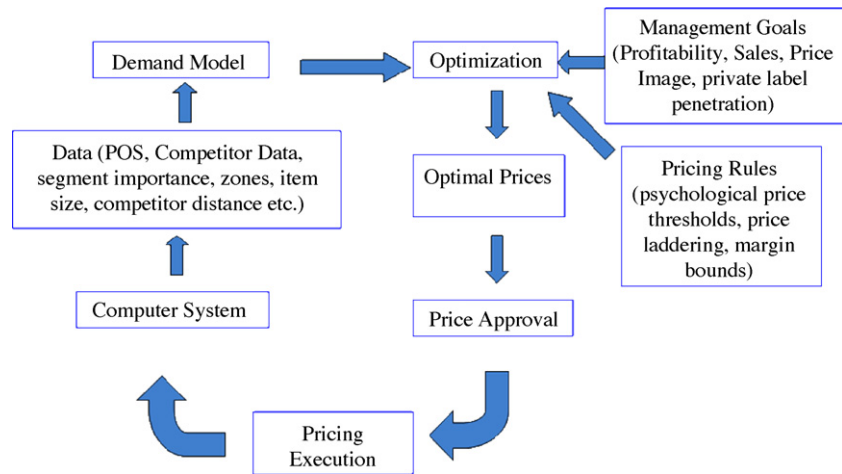 Demand Model
Optimization
Management Goals
(Profitability, Sales, Price
Image, private label
penetration)
Data (POS, Competitor Data,
segment importance, zones, item
size, competitor distance etc.)
Optimal Prices
Pricing Rules
(psychological price
thresholds, price
laddering, margin
bounds)
Computer System
Price Approval
Pricing
Execution